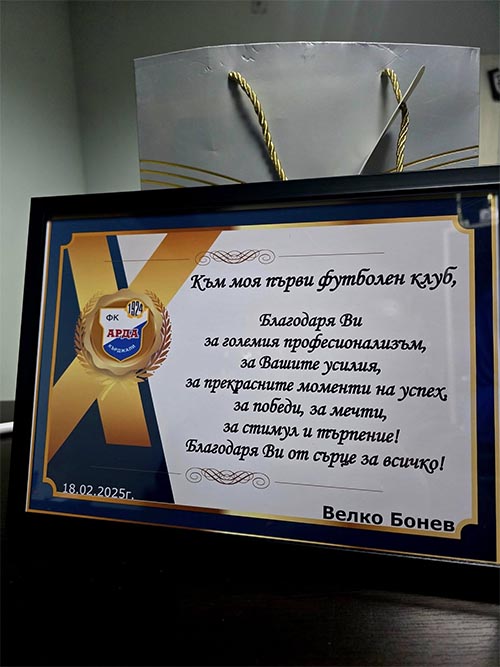 Към моя първи футболен клуб,
Благодаря Ви
за големия професионализъм,
за Вашите усилия,
за прекрасните моменти на успех,
за победи, за мечти,
за стимул и търпение!
Благодаря Ви от сърце за всичко!
1924
ФК
АРДА
КЪРДЖАЛИ
18.02.2025г.
Велко Бонев